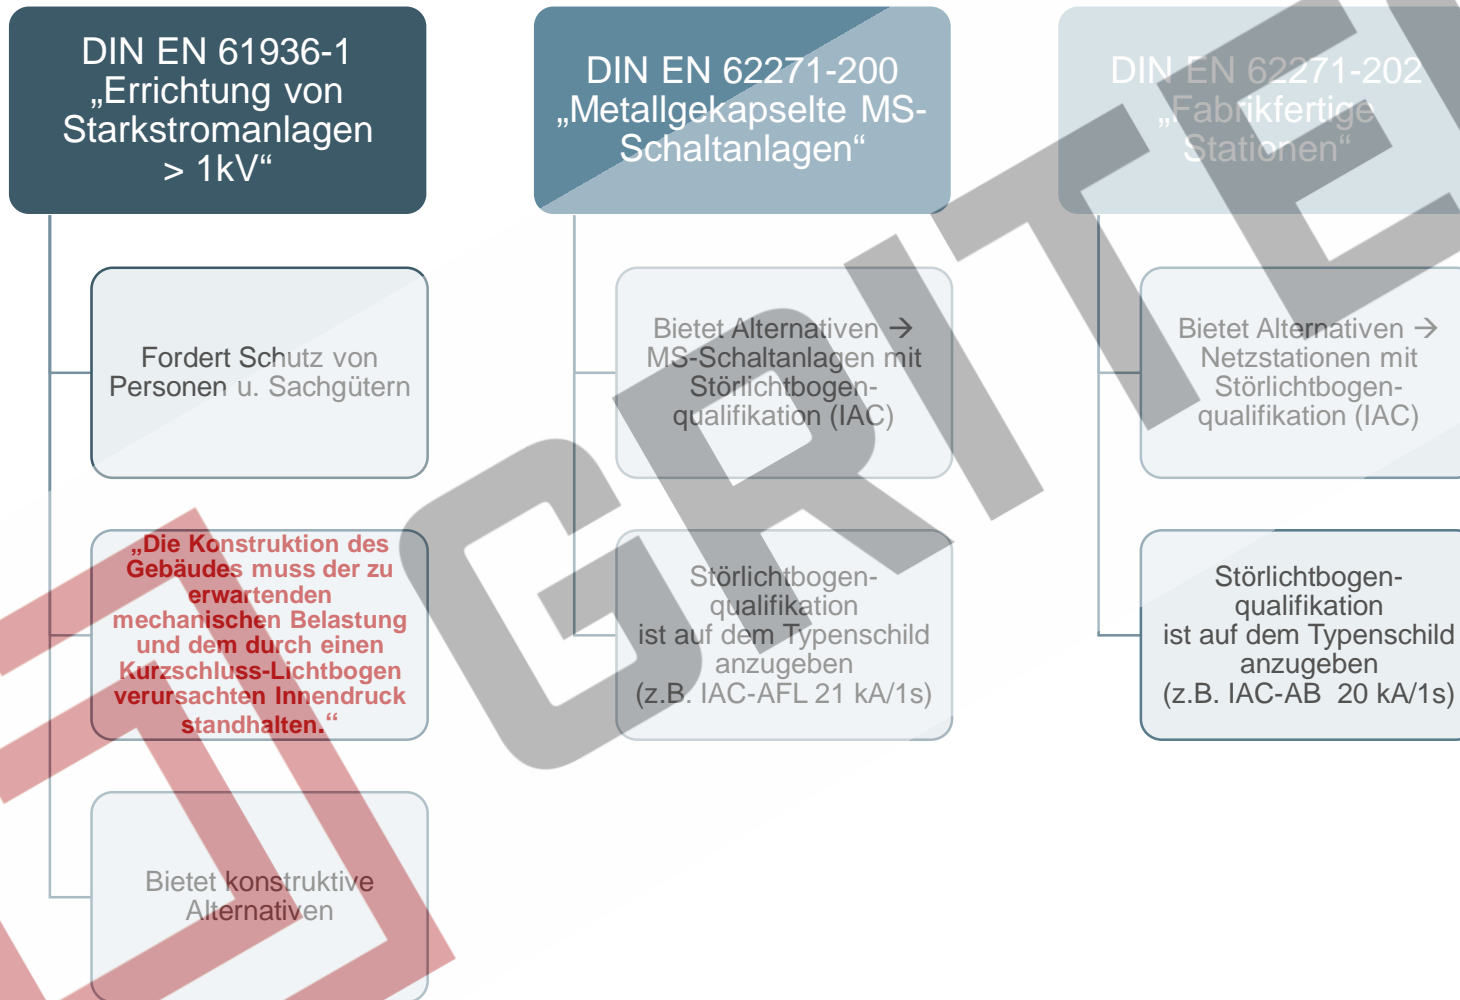 DIN EN 61936-1
„Errichtung von
Starkstromanlagen
> 1kV“
Fordert Schutz von
Personen u. Sachgütern
„Die Konstruktion des
Gebäudes muss der zu
erwartenden
mechanischen Belastung
und dem durch einen
Kurzschluss-Lichtbogen
verursachten Innendruck
standhalten.“
Bietet konstruktive
Alternativen
DIN EN 62271-200
„Metallgekapselte MS-
Schaltanlagen“
Bietet Alternativen →
MS-Schaltanlagen mit
Störlichtbogen-
qualifikation (IAC)
Störlichtbogen-
qualifikation
ist auf dem Typenschild
anzugeben
(z.B. IAC-AFL 21 kA/1s)
DIN EN 62271-202
„Fabrikfertige
Stationen“
Bietet Alternativen →
Netzstationen mit
Störlichtbogen-
qualifikation (IAC)
Störlichtbogen-
qualifikation
ist auf dem Typenschild
anzugeben
(z.B. IAC-AB  20 kA/1s)
GRITE